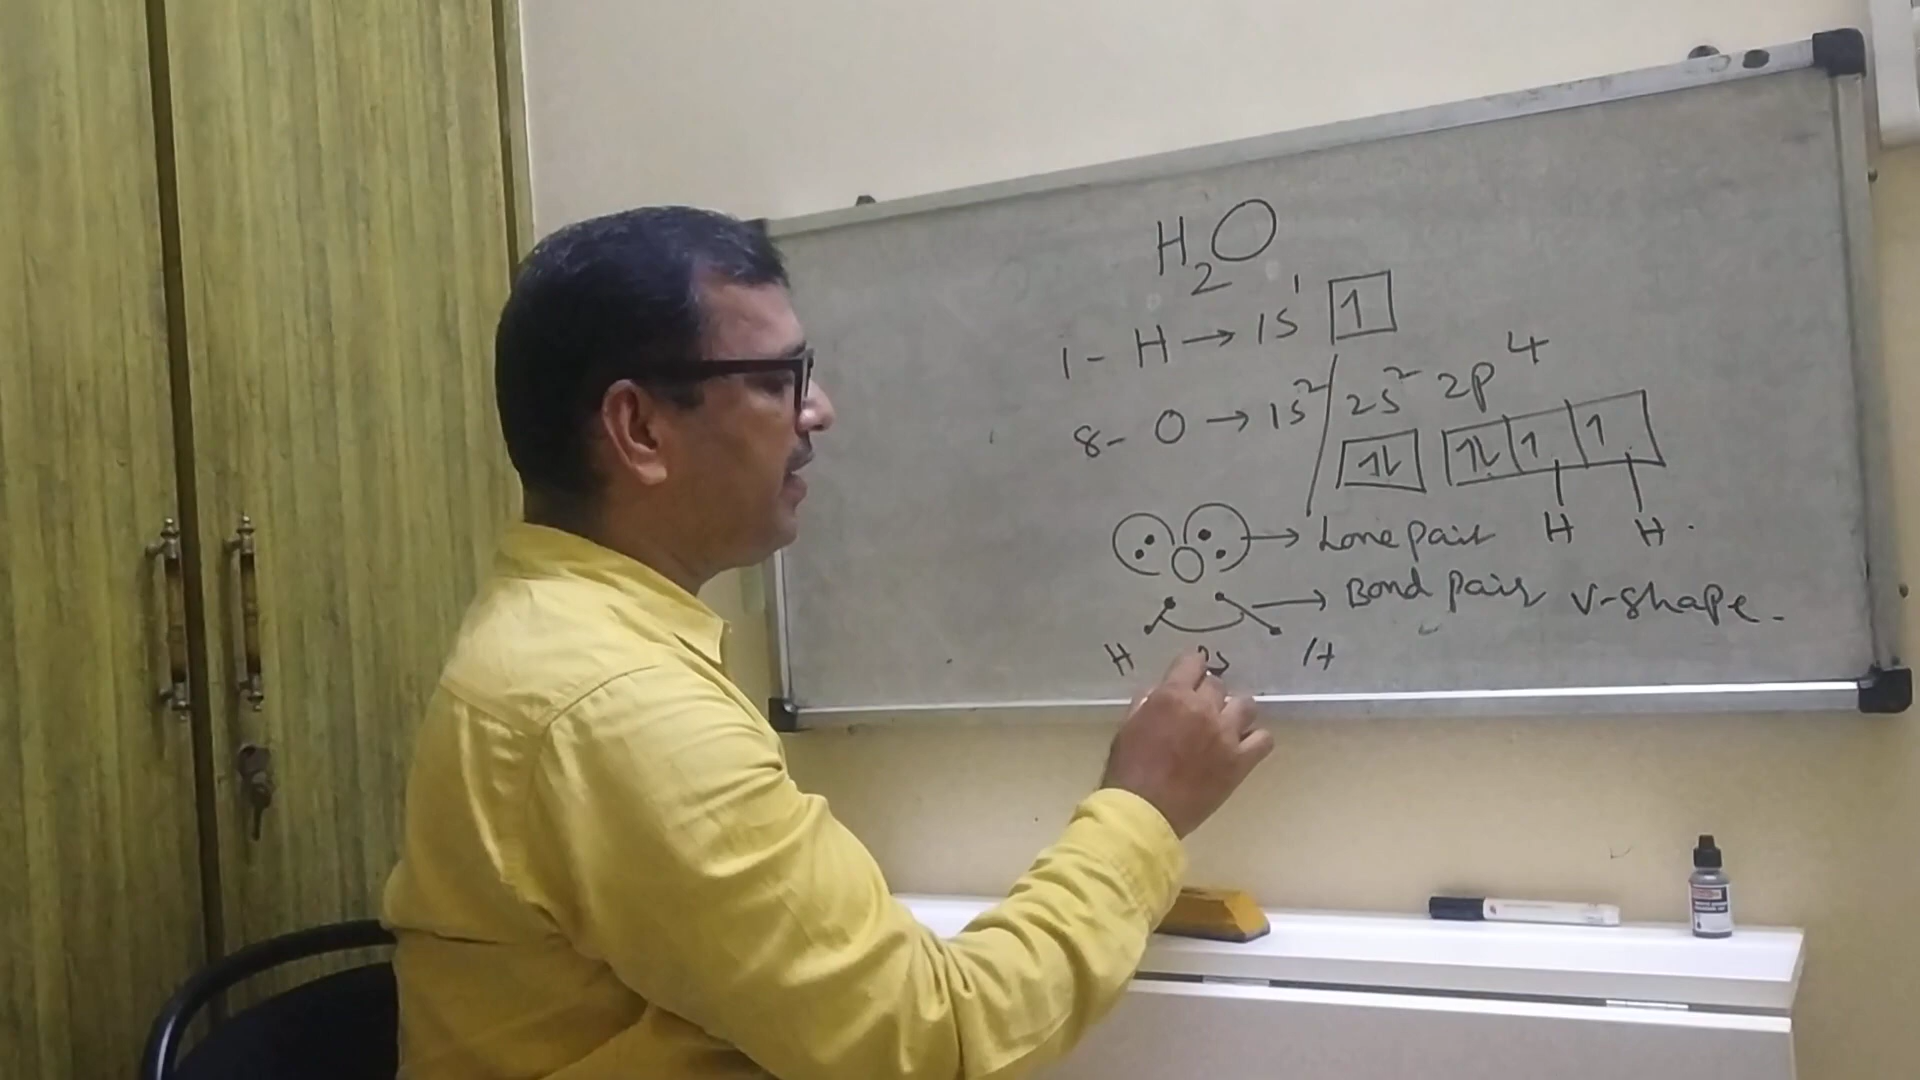 H₂O
1 - H → 1S¹ 1
8 - O → 1S² / 2S² 2P⁴
1⇂ 1⇂ 1 1
→ Lone pair H H.
→ Bond pair V-shape.
H H